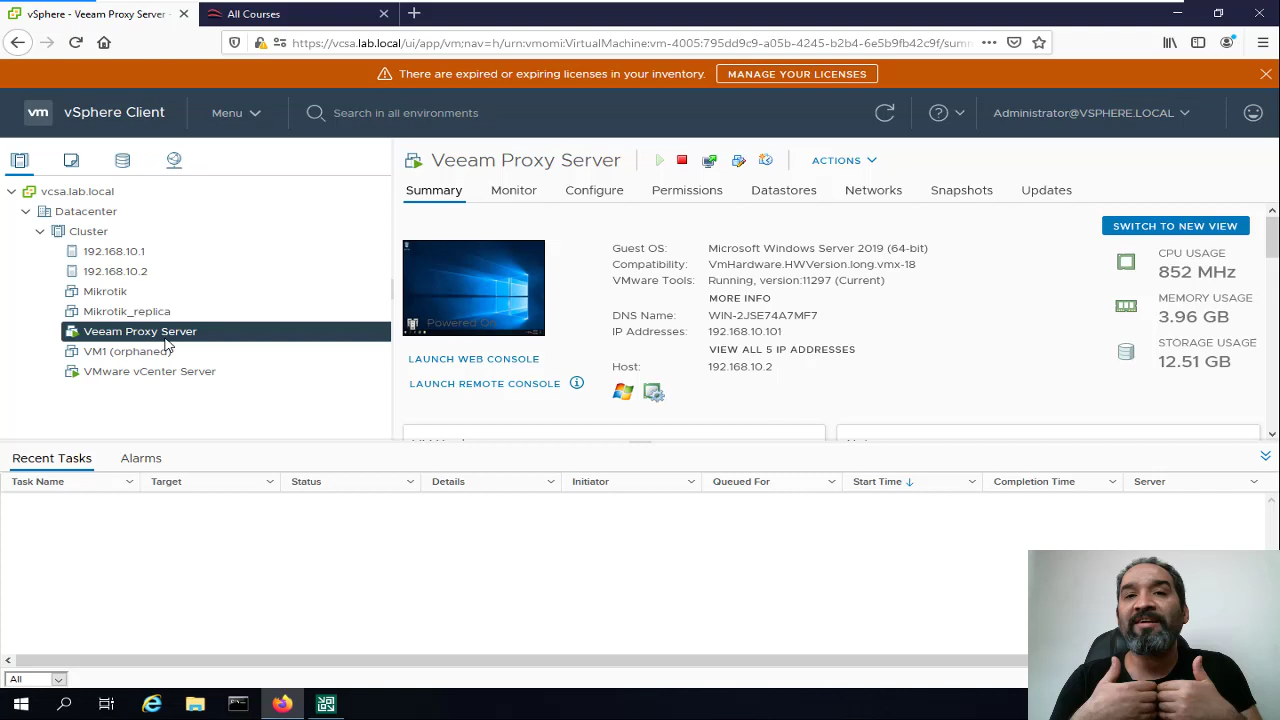 vSphere - Veeam Proxy Server -
All Courses
https://vcsa.lab.local/ui/app/vm;nav=h/urn:vmomi:VirtualMachine:vm-4005:795dd9c9-a05b-4245-b2b4-6e5b9fb42c9f/summ
There are expired or expiring licenses in your inventory.
MANAGE YOUR LICENSES
vm
vSphere Client
Menu
Search in all environments
Administrator@VSPHERE.LOCAL
vcsa.lab.local
Datacenter
Cluster
192.168.10.1
192.168.10.2
Mikrotik
Mikrotik_replica
Veeam Proxy Server
VM1 (orphaned)
VMware vCenter Server
Veeam Proxy Server
ACTIONS
Summary
Monitor
Configure
Permissions
Datastores
Networks
Snapshots
Updates
SWITCH TO NEW VIEW
Powered On
LAUNCH WEB CONSOLE
LAUNCH REMOTE CONSOLE
Guest OS: Microsoft Windows Server 2019 (64-bit)
Compatibility: VmHardware.HWVersion.long.vmx-18
VMware Tools: Running, version:11297 (Current)
MORE INFO
DNS Name: WIN-2JSE74A7MF7
IP Addresses: 192.168.10.101
VIEW ALL 5 IP ADDRESSES
Host: 192.168.10.2
CPU USAGE
852 MHz
MEMORY USAGE
3.96 GB
STORAGE USAGE
12.51 GB
Recent Tasks
Alarms
Task Name
Target
Status
Details
Initiator
Queued For
Start Time
Completion Time
Server
All